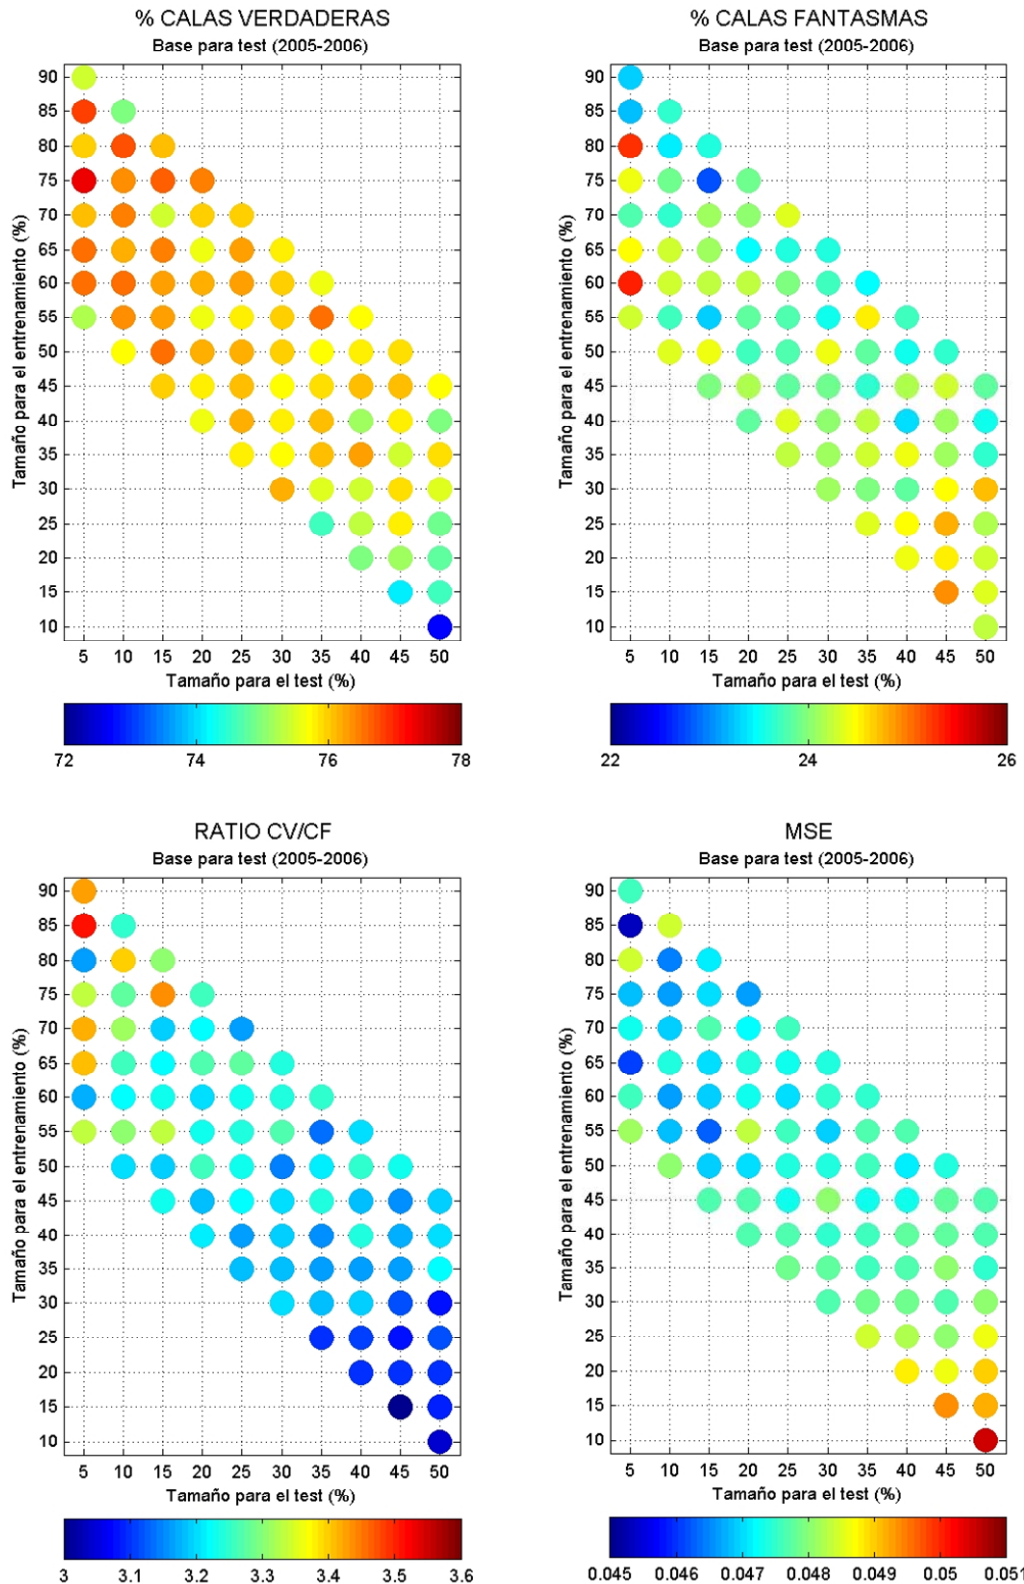 % CALAS VERDADERAS
Base para test (2005-2006)
Tamaño para el entrenamiento (%)
90
85
80
75
70
65
60
55
50
45
40
35
30
25
20
15
10
5 10 15 20 25 30 35 40 45 50
Tamaño para el test (%)
72 74 76 78
% CALAS FANTASMAS
Base para test (2005-2006)
Tamaño para el entrenamiento (%)
90
85
80
75
70
65
60
55
50
45
40
35
30
25
20
15
10
5 10 15 20 25 30 35 40 45 50
Tamaño para el test (%)
22 24 26
RATIO CV/CF
Base para test (2005-2006)
Tamaño para el entrenamiento (%)
90
85
80
75
70
65
60
55
50
45
40
35
30
25
20
15
10
5 10 15 20 25 30 35 40 45 50
Tamaño para el test (%)
3 3.1 3.2 3.3 3.4 3.5 3.6
MSE
Base para test (2005-2006)
Tamaño para el entrenamiento (%)
90
85
80
75
70
65
60
55
50
45
40
35
30
25
20
15
10
5 10 15 20 25 30 35 40 45 50
Tamaño para el test (%)
0.045 0.046 0.047 0.048 0.049 0.05 0.051